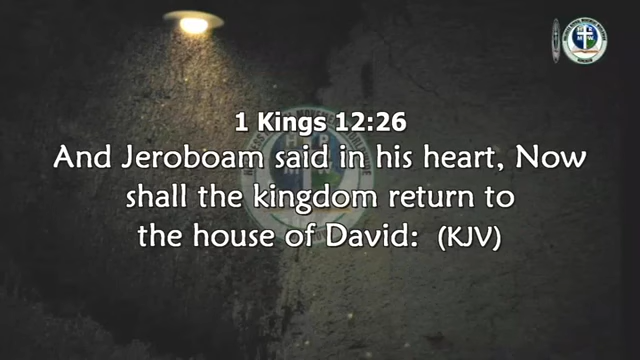 1 Kings 12:26
And Jeroboam said in his heart, Now
shall the kingdom return to
the house of David: (KJV)